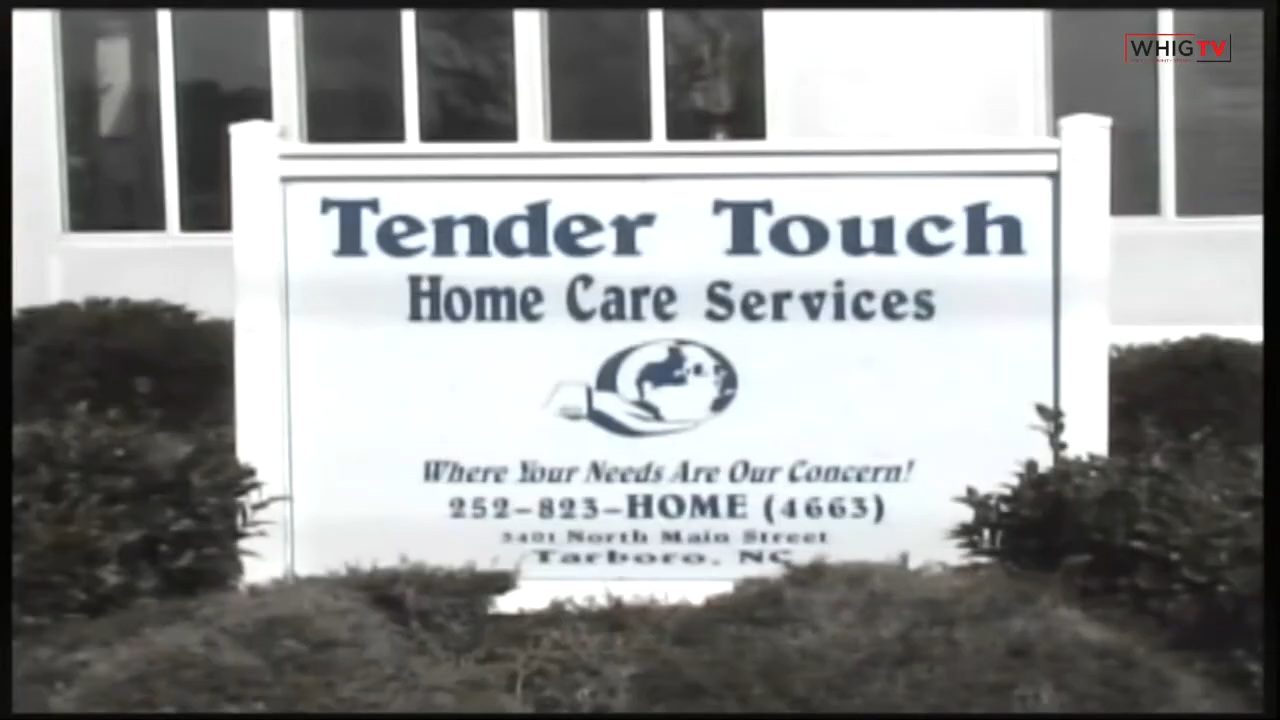 WHIGTV
Tender Touch
Home Care Services
Where Your Needs Are Our Concern!
252-823-HOME (4663)
North Main Street
Tarboro, NC